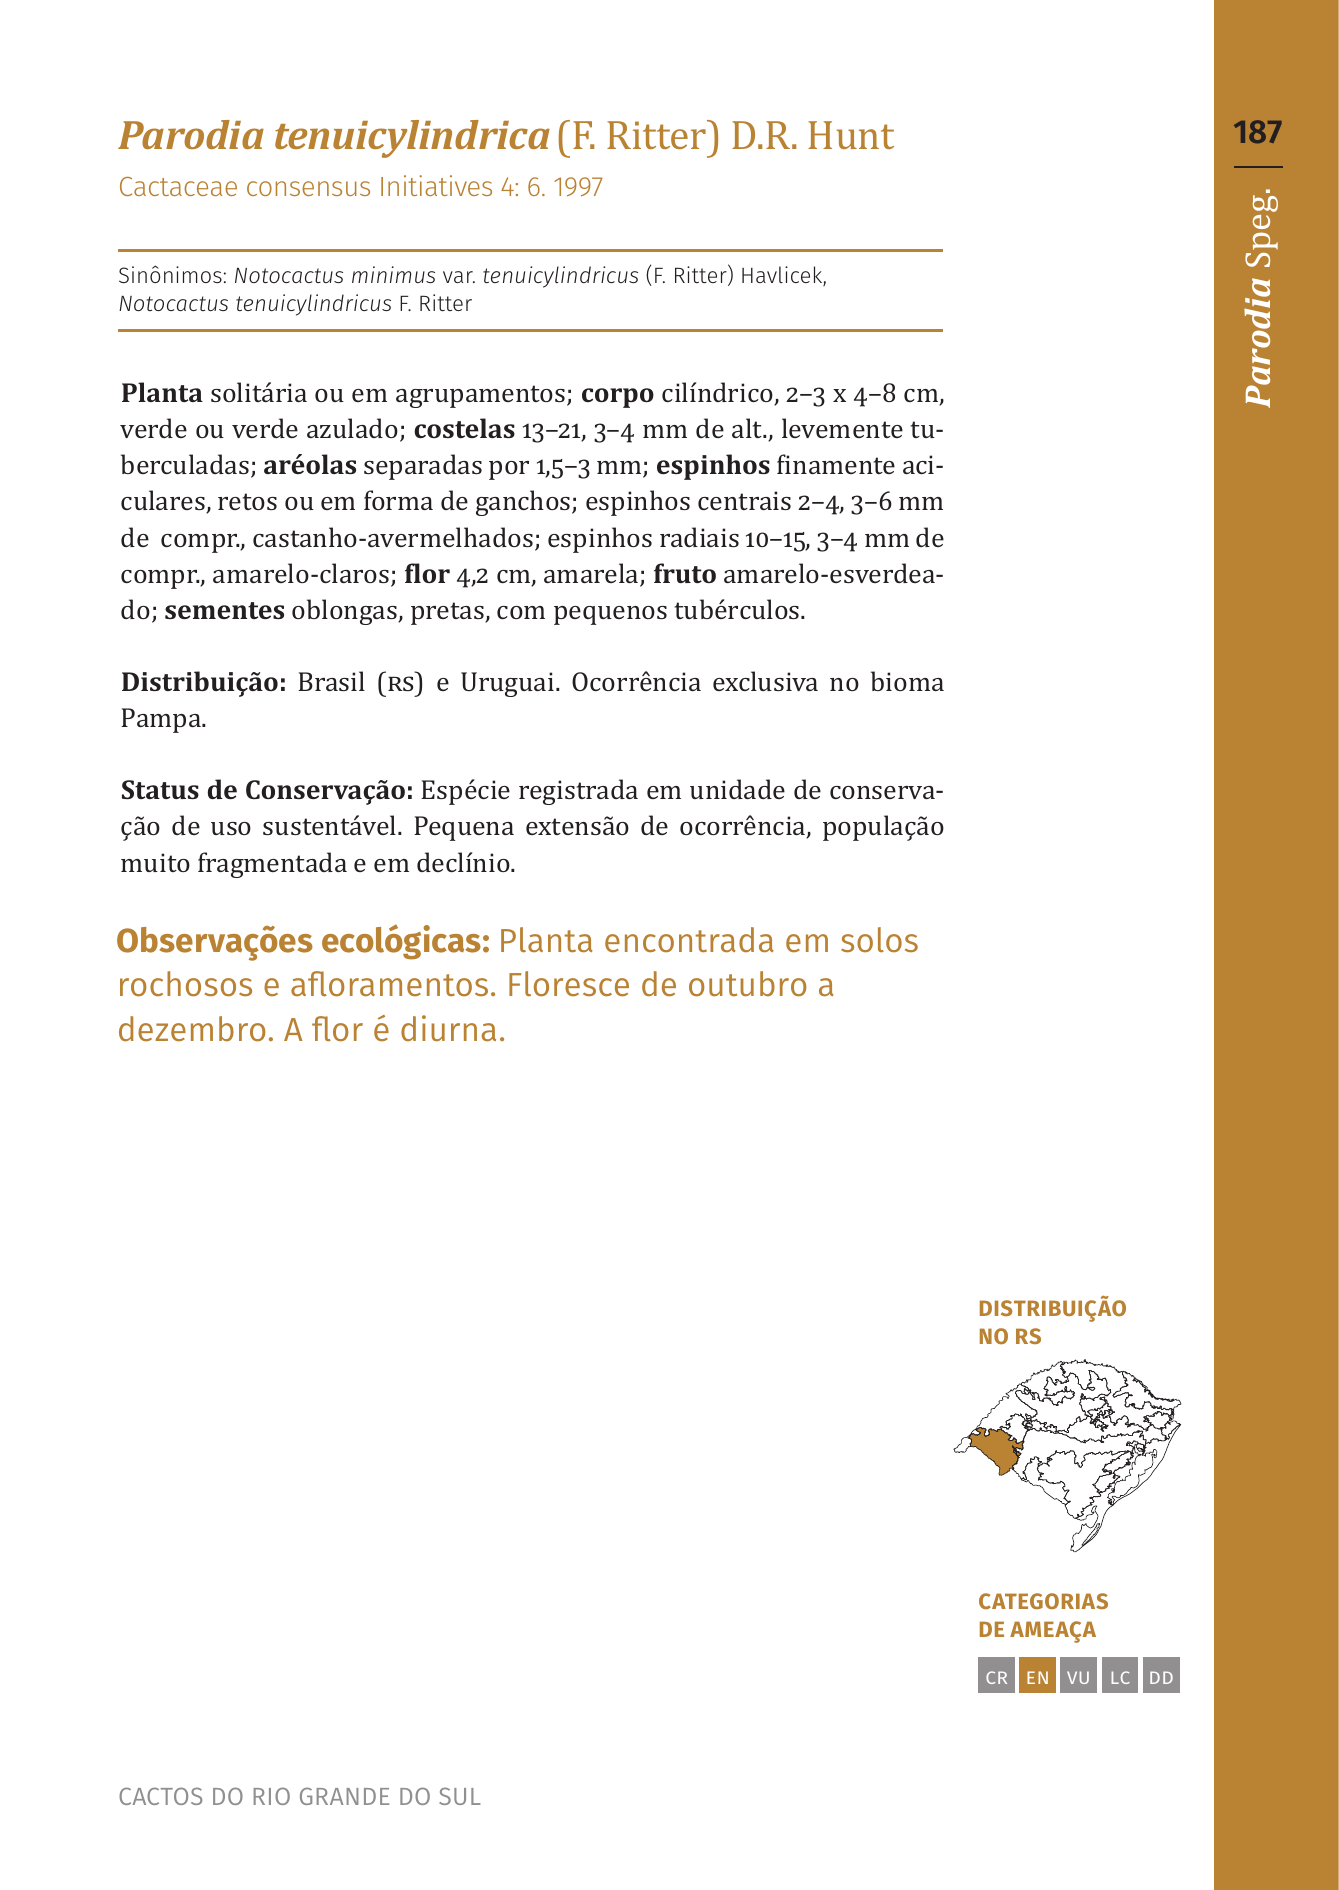 Parodia tenuicylindrica (F. Ritter) D.R. Hunt
Cactaceae consensus Initiatives 4: 6. 1997
Sinônimos: Notocactus minimus var. tenuicylindricus (F. Ritter) Havlicek,
Notocactus tenuicylindricus F. Ritter
Planta solitária ou em agrupamentos; corpo cilíndrico, 2–3 x 4–8 cm,
verde ou verde azulado; costelas 13–21, 3–4 mm de alt., levemente tu-
berculadas; aréolas separadas por 1,5–3 mm; espinhos finamente aci-
culares, retos ou em forma de ganchos; espinhos centrais 2–4, 3–6 mm
de compr., castanho-avermelhados; espinhos radiais 10–15, 3–4 mm de
compr., amarelo-claros; flor 4,2 cm, amarela; fruto amarelo-esverdea-
do; sementes oblongas, pretas, com pequenos tubérculos.
Distribuição: Brasil (RS) e Uruguai. Ocorrência exclusiva no bioma
Pampa.
Status de Conservação: Espécie registrada em unidade de conserva-
ção de uso sustentável. Pequena extensão de ocorrência, população
muito fragmentada e em declínio.
Observações ecológicas: Planta encontrada em solos
rochosos e afloramentos. Floresce de outubro a
dezembro. A flor é diurna.
DISTRIBUIÇÃO
NO RS
CATEGORIAS
DE AMEAÇA
CR EN VU LC DD
CACTOS DO RIO GRANDE DO SUL
187
Parodia Speg.